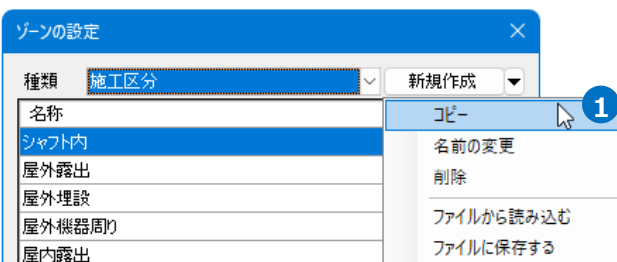 ゾーンの設定
種類 施工区分 新規作成
名称
シャフト内
屋外露出
屋外埋設
屋外機器周り
屋内露出
コピー 1
名前の変更
削除
ファイルから読み込む
ファイルに保存する